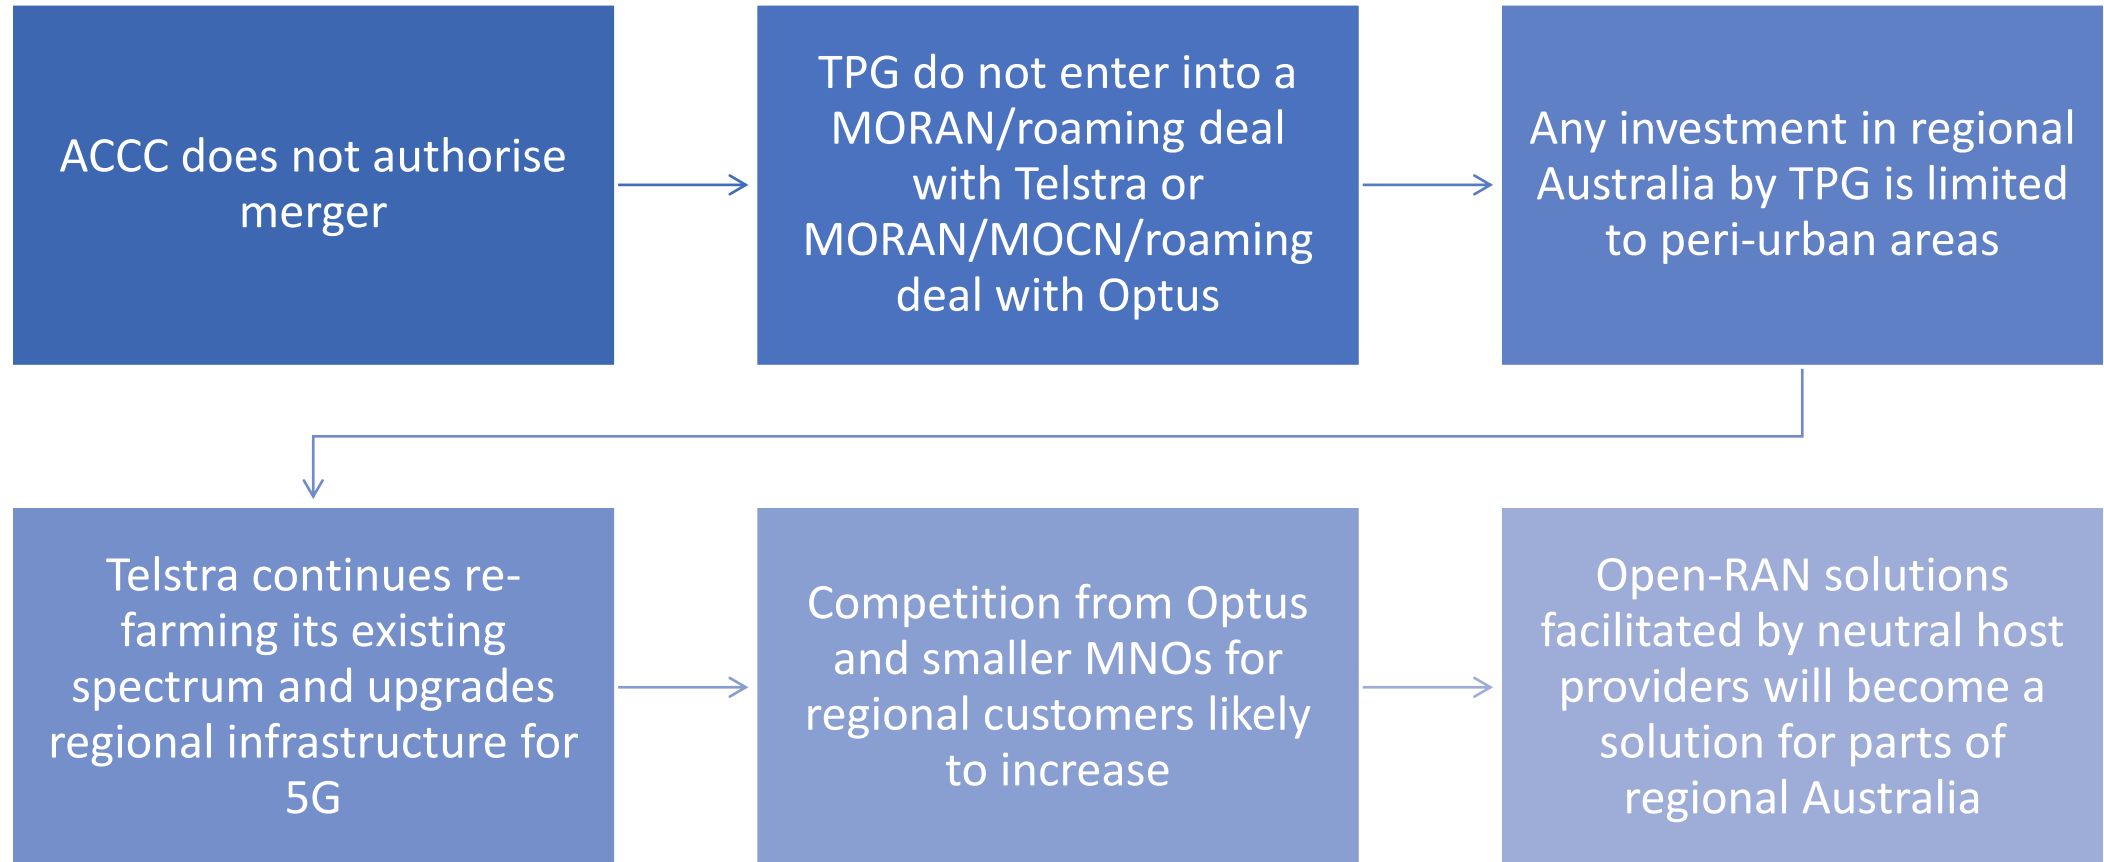 ACCC does not authorise
merger
TPG do not enter into a
MORAN/roaming deal
with Telstra or
MORAN/MOCN/roaming
deal with Optus
Any investment in regional
Australia by TPG is limited
to peri-urban areas
Telstra continues re-
farming its existing
spectrum and upgrades
regional infrastructure for
5G
Competition from Optus
and smaller MNOs for
regional customers likely
to increase
Open-RAN solutions
facilitated by neutral host
providers will become a
solution for parts of
regional Australia